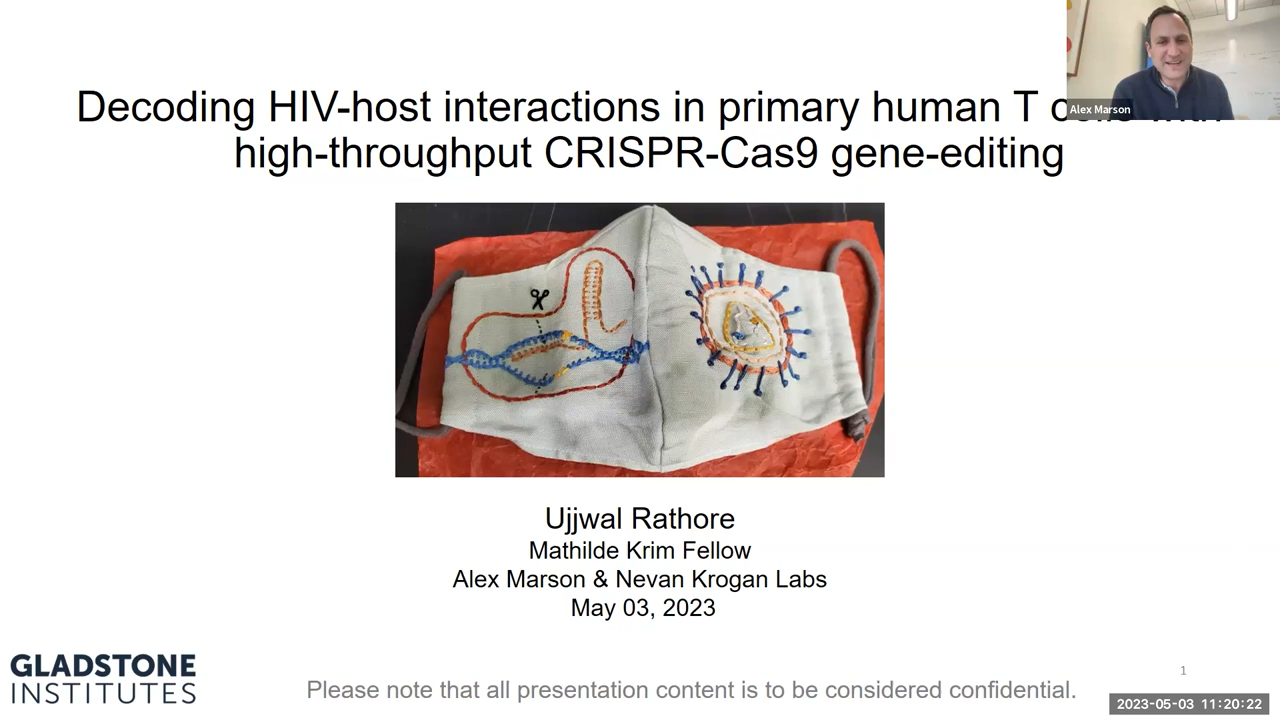 Decoding HIV-host interactions in primary human T
high-throughput CRISPR-Cas9 gene-editing
Alex Marson
Ujjwal Rathore
Mathilde Krim Fellow
Alex Marson & Nevan Krogan Labs
May 03, 2023
GLADSTONE
INSTITUTES
Please note that all presentation content is to be considered confidential.
1
2023-05-03 11:20:22